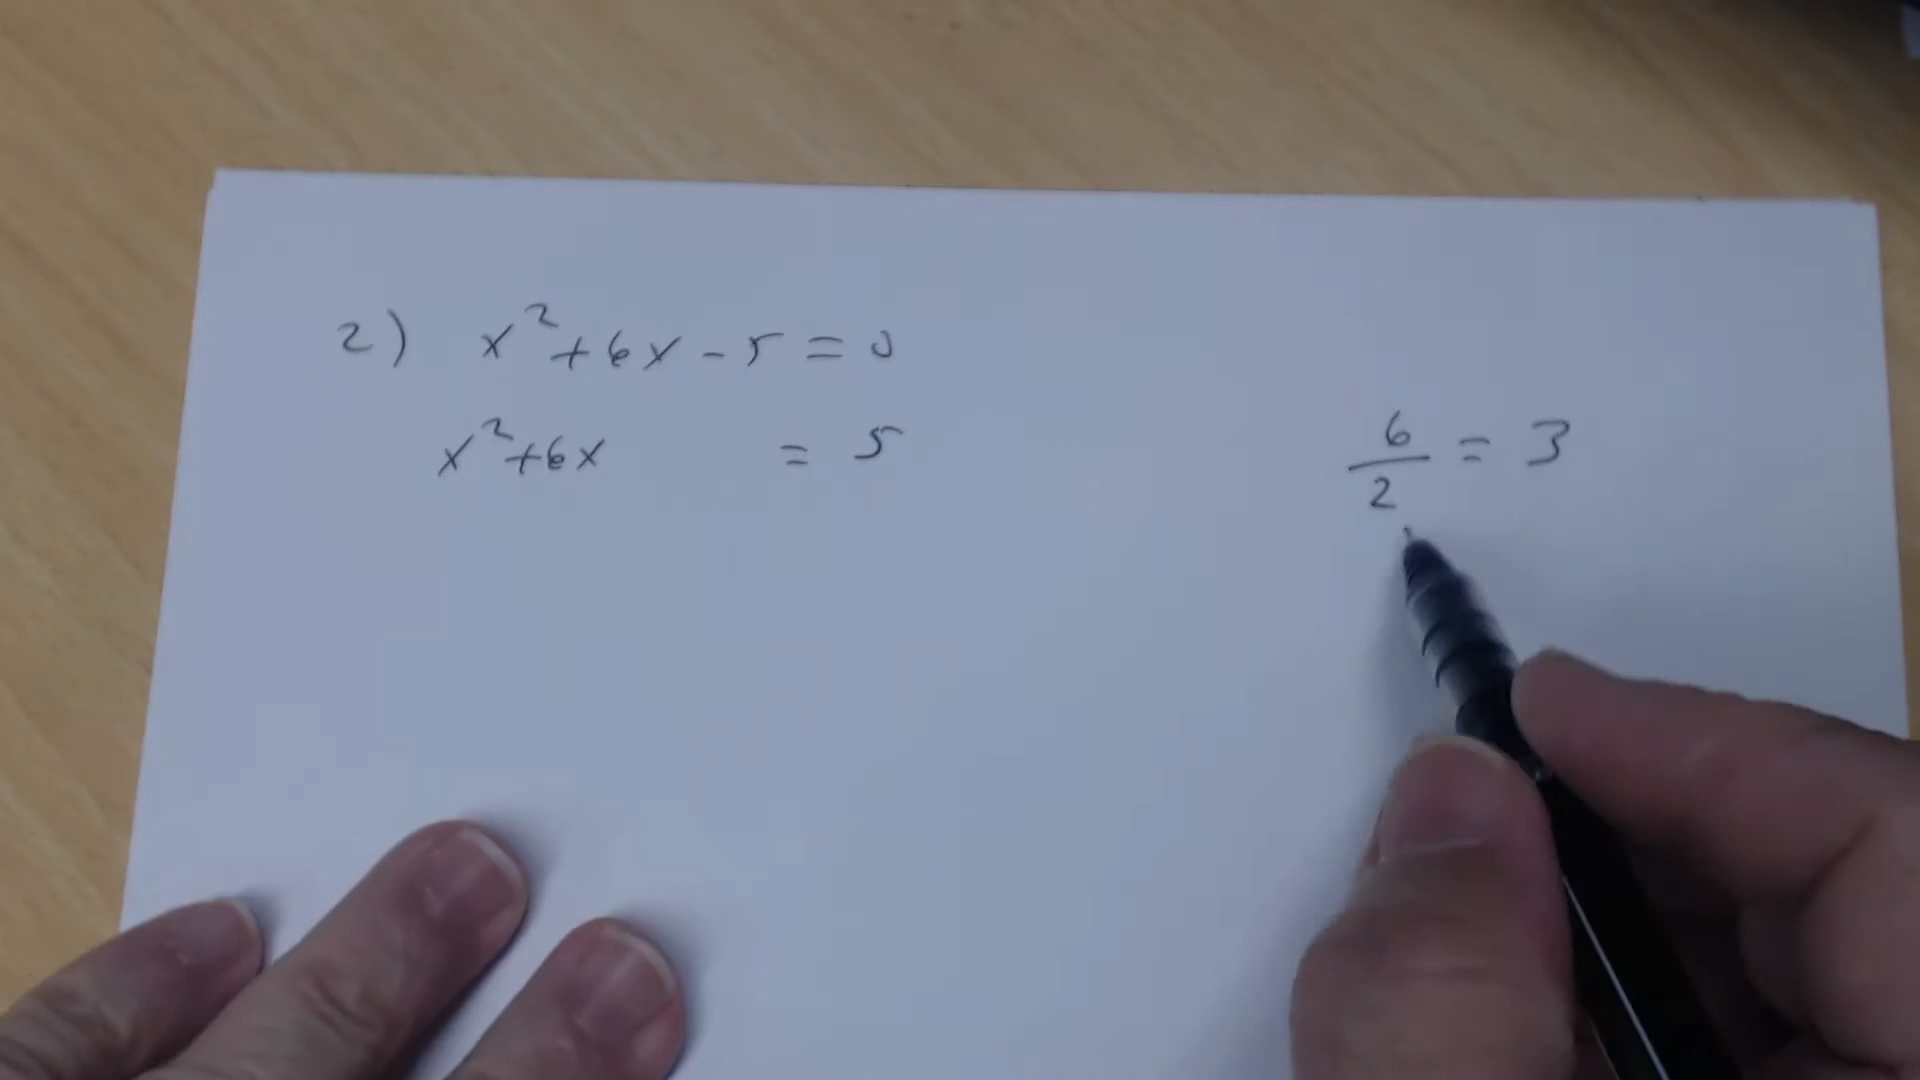 2) x²+6x-5=0
x²+6x = 5
6/2 = 3